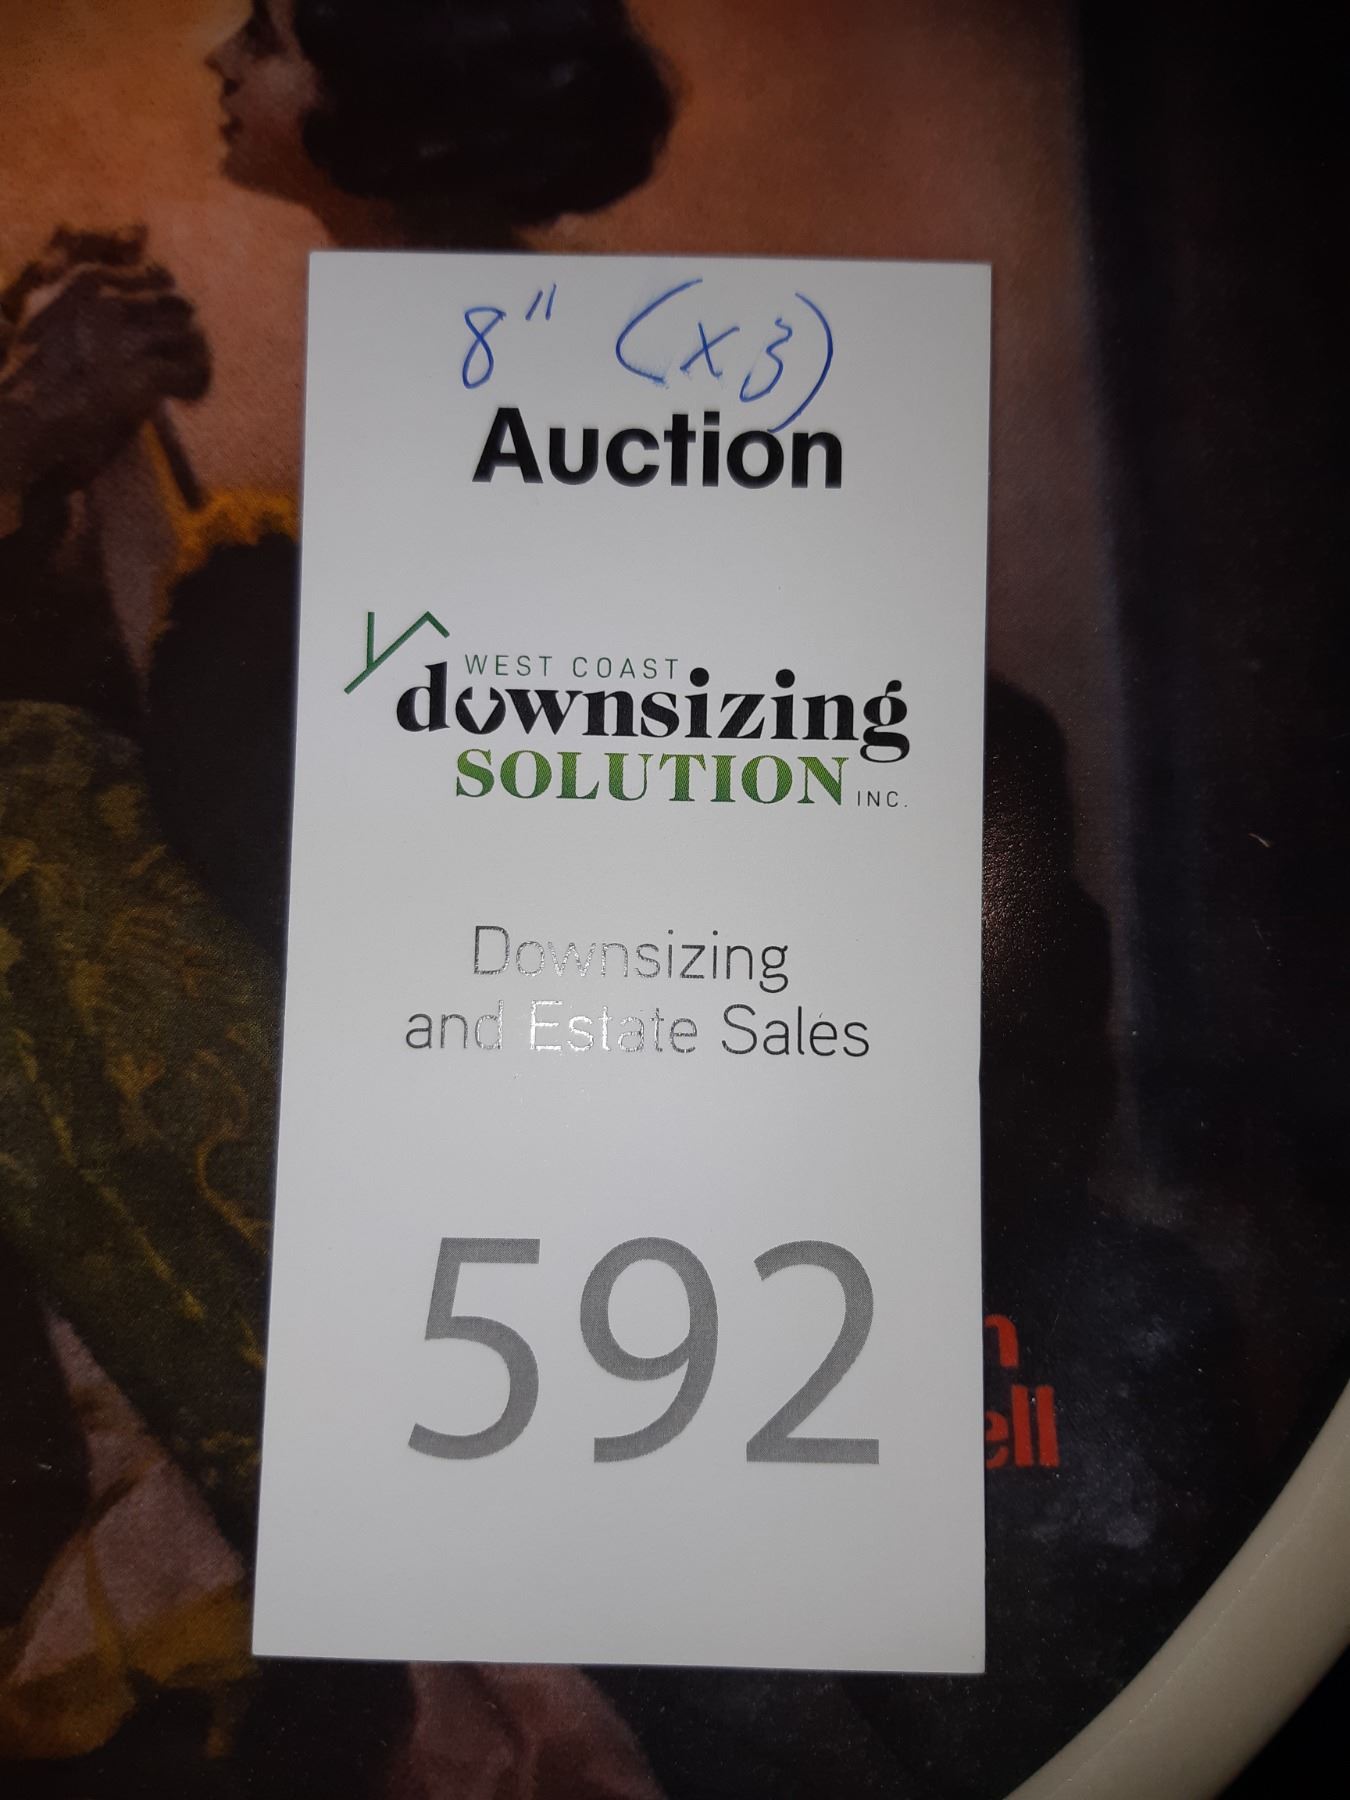 8" (x3)
Auction
WEST COAST
downsizing
SOLUTION INC.
Downsizing
and Estate Sales
592